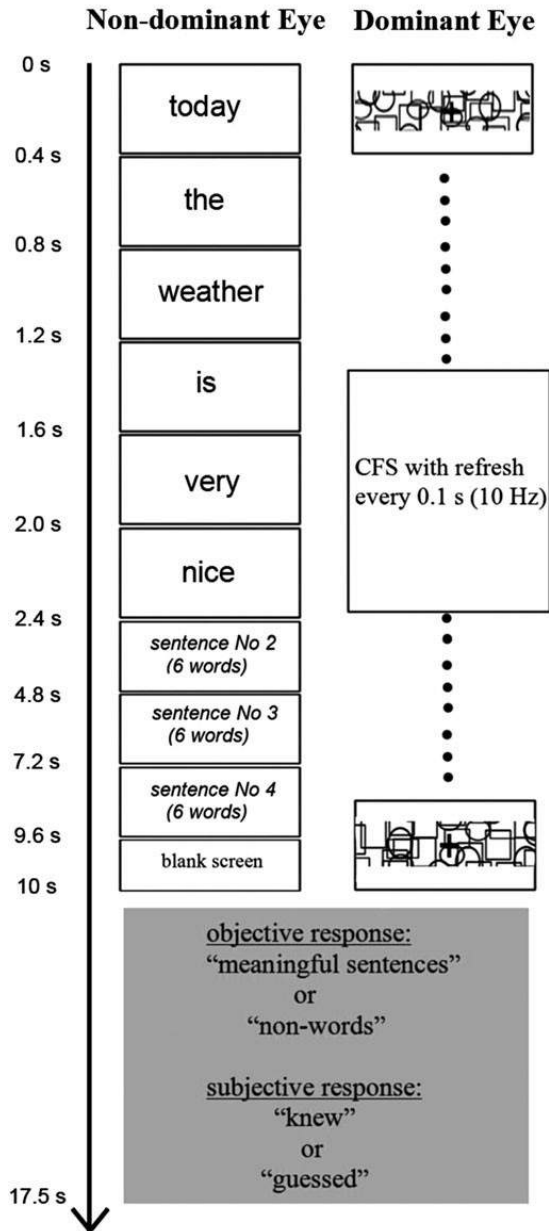 Non-dominant Eye Dominant Eye
0 s
today
0.4 s
the
0.8 s
weather
1.2 s
is
1.6 s
very
2.0 s
nice
2.4 s
sentence No 2
(6 words)
4.8 s
sentence No 3
(6 words)
7.2 s
sentence No 4
(6 words)
9.6 s
blank screen
10 s
CFS with refresh
every 0.1 s (10 Hz)
objective response:
“meaningful sentences”
or
“non-words”
subjective response:
“knew”
or
“guessed”
17.5 s